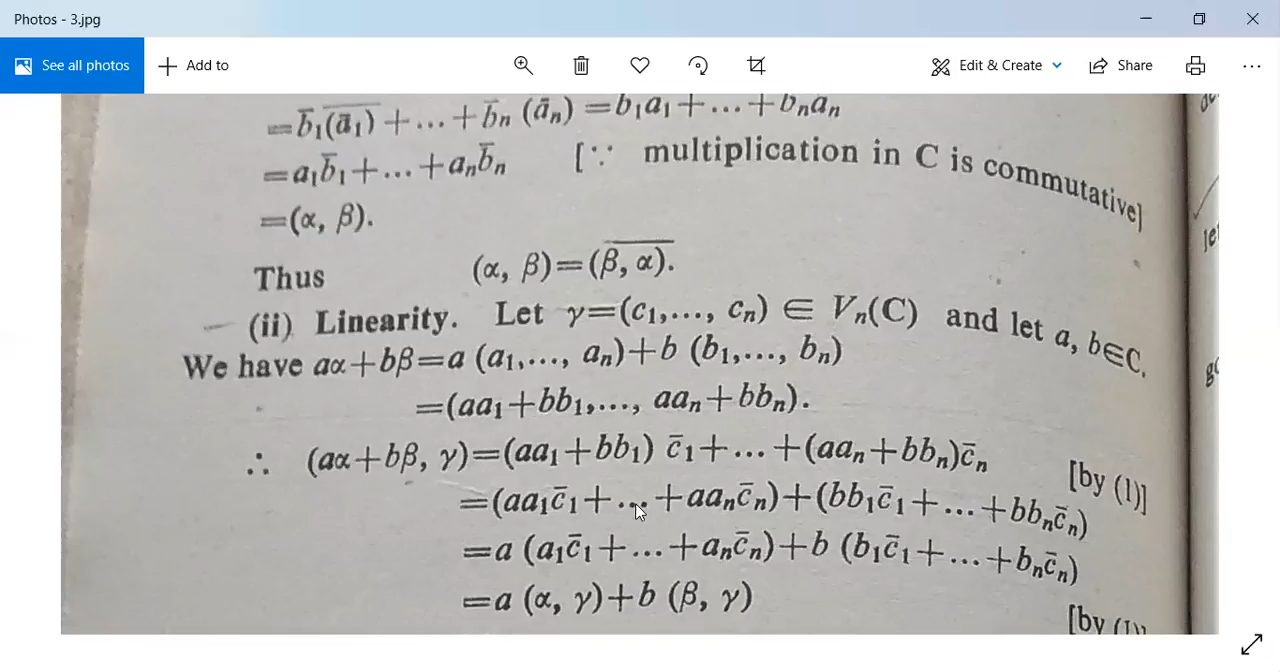 Photos - 3.jpg
See all photos
Add to
Edit & Create
Share
=b̄₁(ā̄₁)+...+b̄ₙ (āₙ) =b₁a₁+...+bₙaₙ
=a₁b̄₁+...+aₙb̄ₙ [∵ multiplication in C is commutative]
=(α, β).
Thus (α, β)=(β, α)‾.
(ii) Linearity. Let γ=(c₁,..., cₙ) ∈ Vₙ(C) and let a, b∈C.
We have aα+bβ=a (a₁,..., aₙ)+b (b₁,..., bₙ)
=(aa₁+bb₁,..., aaₙ+bbₙ).
∴ (aα+bβ, γ)=(aa₁+bb₁) c̄₁+...+(aaₙ+bbₙ)c̄ₙ [by (1)]
=(aa₁c̄₁+...+aaₙc̄ₙ)+(bb₁c̄₁+...+bbₙc̄ₙ)
=a (a₁c̄₁+...+aₙc̄ₙ)+b (b₁c̄₁+...+bₙc̄ₙ)
=a (α, γ)+b (β, γ) [by (1)]